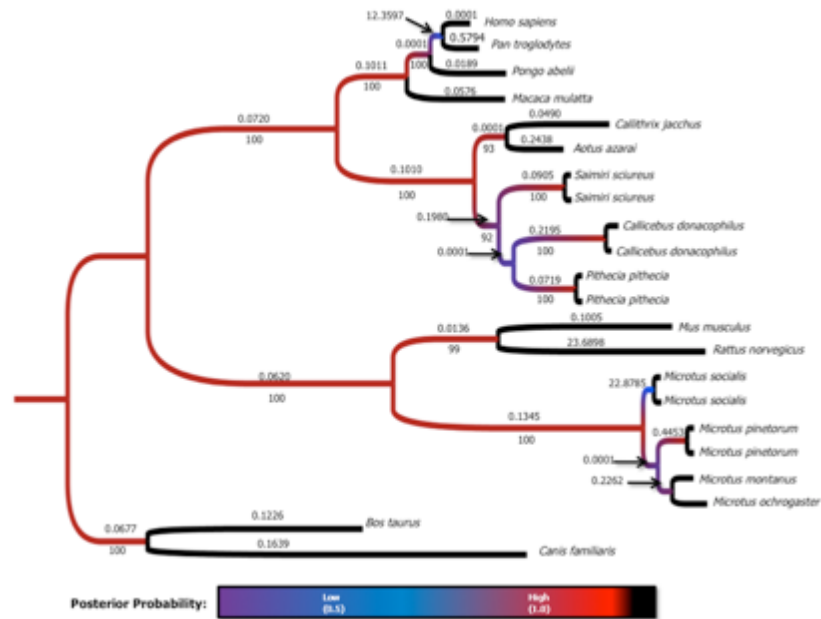 12.3597
0.0001
Homo sapiens
0.5794
Pan troglodytes
0.0001
100
0.0189
Pongo abelii
0.1011
100
0.0576
Macaca mulatta
0.0720
100
0.0490
Callithrix jacchus
0.0001
93
0.2438
Aotus azarai
0.1010
100
0.0905
100
Saimiri sciureus
Saimiri sciureus
0.1980
92
0.2195
100
Callicebus donacophilus
Callicebus donacophilus
0.0001
0.0719
100
Pithecia pithecia
Pithecia pithecia
0.1005
Mus musculus
0.0136
99
23.6898
Rattus norvegicus
0.0620
100
22.8785
Microtus socialis
Microtus socialis
0.1345
100
0.4453
Microtus pinetorum
Microtus pinetorum
0.0001
0.2262
Microtus montanus
Microtus ochrogaster
0.0677
100
0.1226
Bos taurus
0.1639
Canis familiaris
Posterior Probability:
Low
(0.5)
High
(1.0)